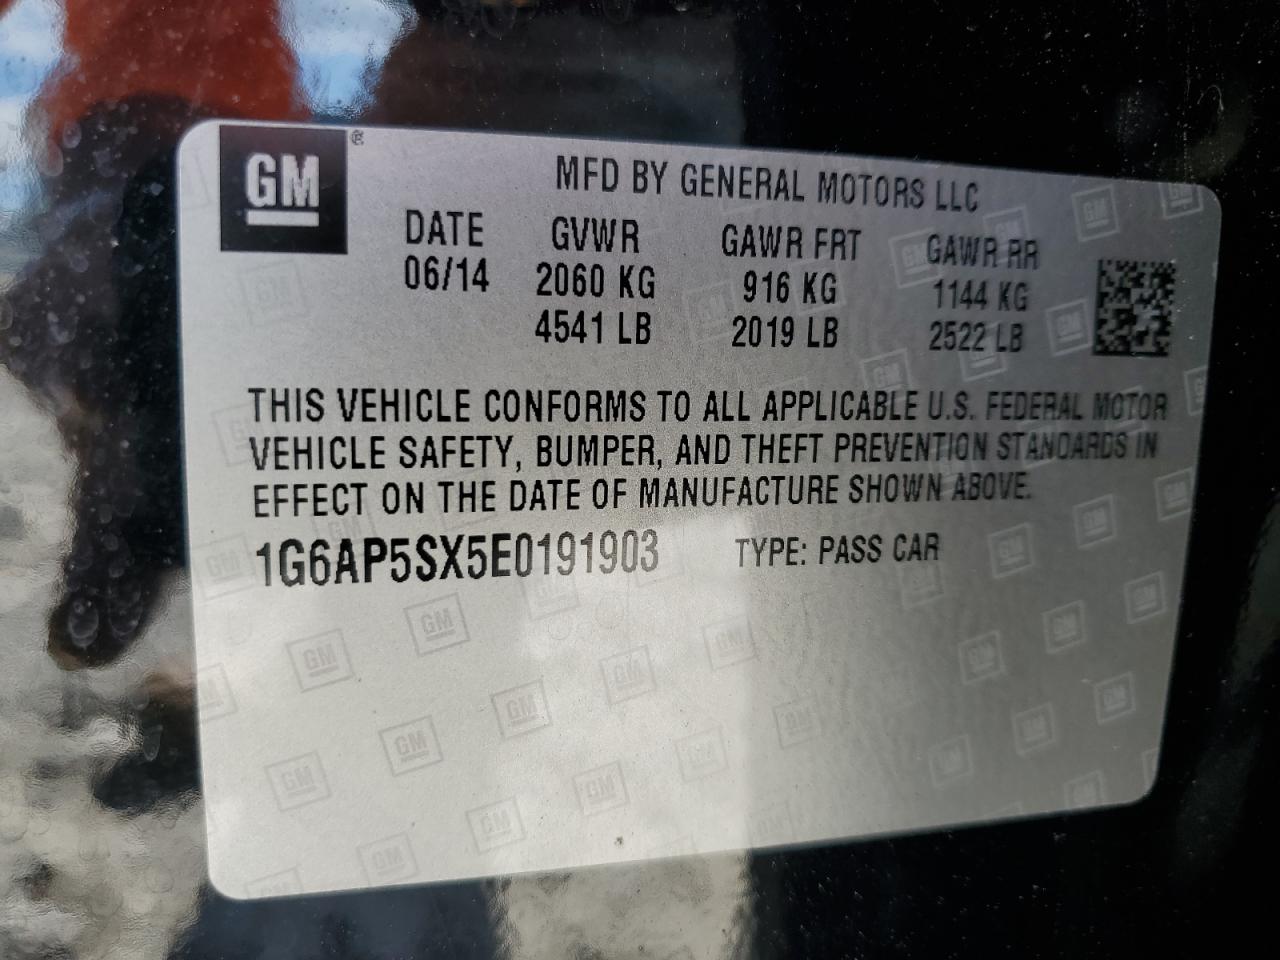 GM
MFD BY GENERAL MOTORS LLC
DATE GVWR GAWR FRT GAWR RR
06/14 2060 KG 916 KG 1144 KG
4541 LB 2019 LB 2522 LB
THIS VEHICLE CONFORMS TO ALL APPLICABLE U.S. FEDERAL MOTOR
VEHICLE SAFETY, BUMPER, AND THEFT PREVENTION STANDARDS IN
EFFECT ON THE DATE OF MANUFACTURE SHOWN ABOVE.
1G6AP5SX5E0191903 TYPE: PASS CAR